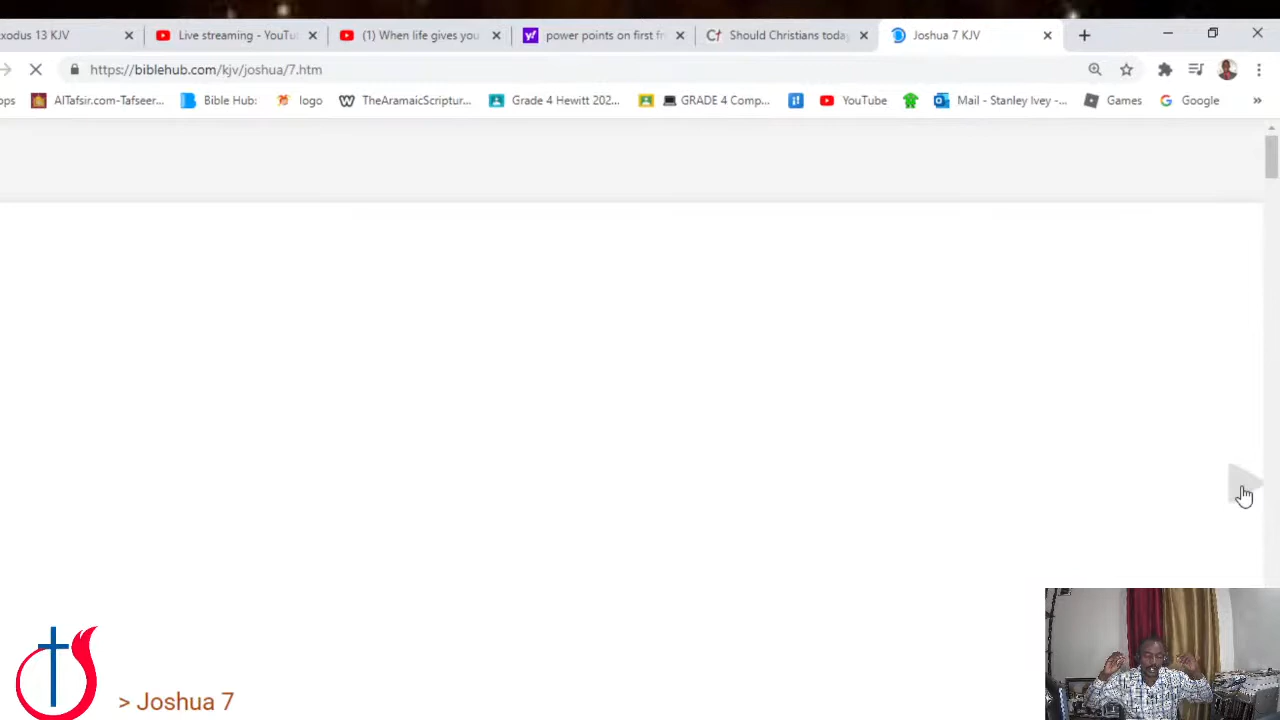 xodus 13 KJV
Live streaming - YouTu
(1) When life gives you
power points on first fr
Should Christians today
Joshua 7 KJV
https://biblehub.com/kjv/joshua/7.htm
ops
AlTafsir.com-Tafseer...
Bible Hub:
logo
TheAramaicScriptur...
Grade 4 Hewitt 202...
GRADE 4 Comp...
YouTube
Mail - Stanley Ivey -...
Games
Google
»
> Joshua 7